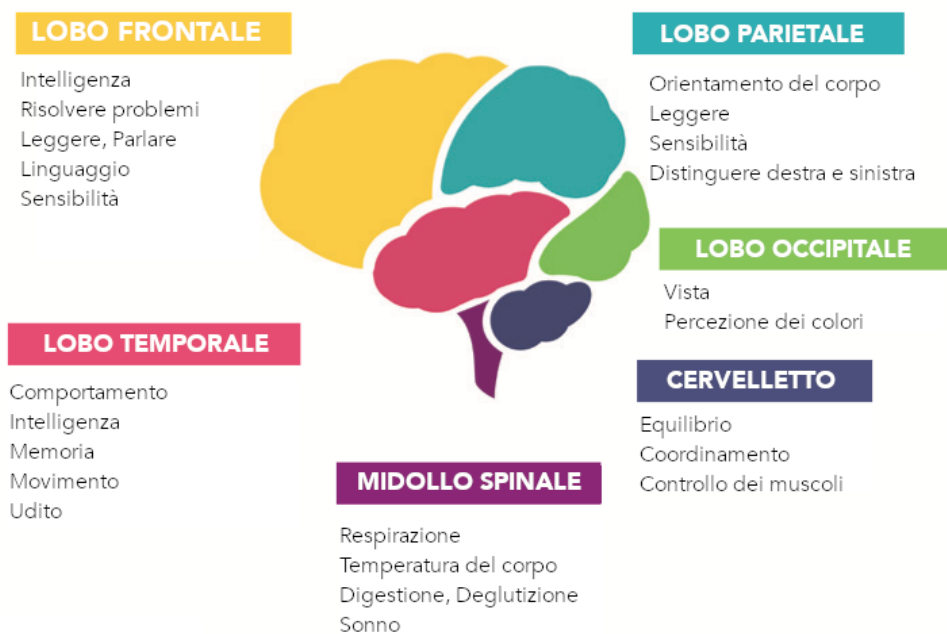 LOBO FRONTALE
Intelligenza
Risolvere problemi
Leggere, Parlare
Linguaggio
Sensibilità
LOBO PARIETALE
Orientamento del corpo
Leggere
Sensibilità
Distinguere destra e sinistra
LOBO OCCIPITALE
Vista
Percezione dei colori
LOBO TEMPORALE
Comportamento
Intelligenza
Memoria
Movimento
Udito
CERVELLETTO
Equilibrio
Coordinamento
Controllo dei muscoli
MIDOLLO SPINALE
Respirazione
Temperatura del corpo
Digestione, Deglutizione
Sonno